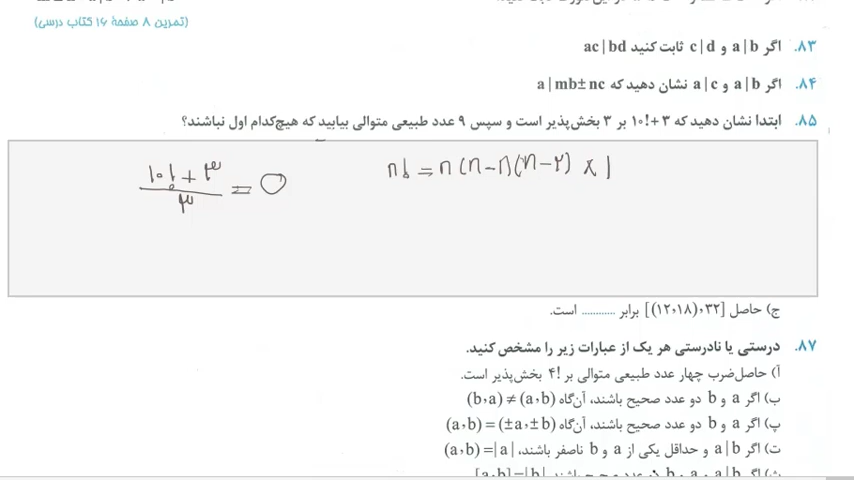 (تمرین ۸ صفحهٔ ۱۶ کتاب درسی)
۸۳. اگر a|b و c|d ثابت کنید ac|bd
۸۴. اگر a|b و a|c نشان دهید که a|mb±nc
۸۵. ابتدا نشان دهید که ۳+!۱۰ بر ۳ بخش‌پذیر است و سپس ۹ عدد طبیعی متوالی بیابید که هیچ‌کدام اول نباشند؟
n! = n(n-1)(n-۲) × 1
(۱۰! + ۳)/۳ = ○
ج) حاصل [(۱۲,۱۸),۳۲] برابر ............ است.
۸۷. درستی یا نادرستی هر یک از عبارات زیر را مشخص کنید.
آ) حاصل‌ضرب چهار عدد طبیعی متوالی بر !۴ بخش‌پذیر است.
ب) اگر a و b دو عدد صحیح باشند، آن‌گاه (a,b) ≠ (b,a)
پ) اگر a و b دو عدد صحیح باشند، آن‌گاه (a,b) = (±a,±b)
ت) اگر a|b و حداقل یکی از a و b ناصفر باشند، (a,b) = |a|